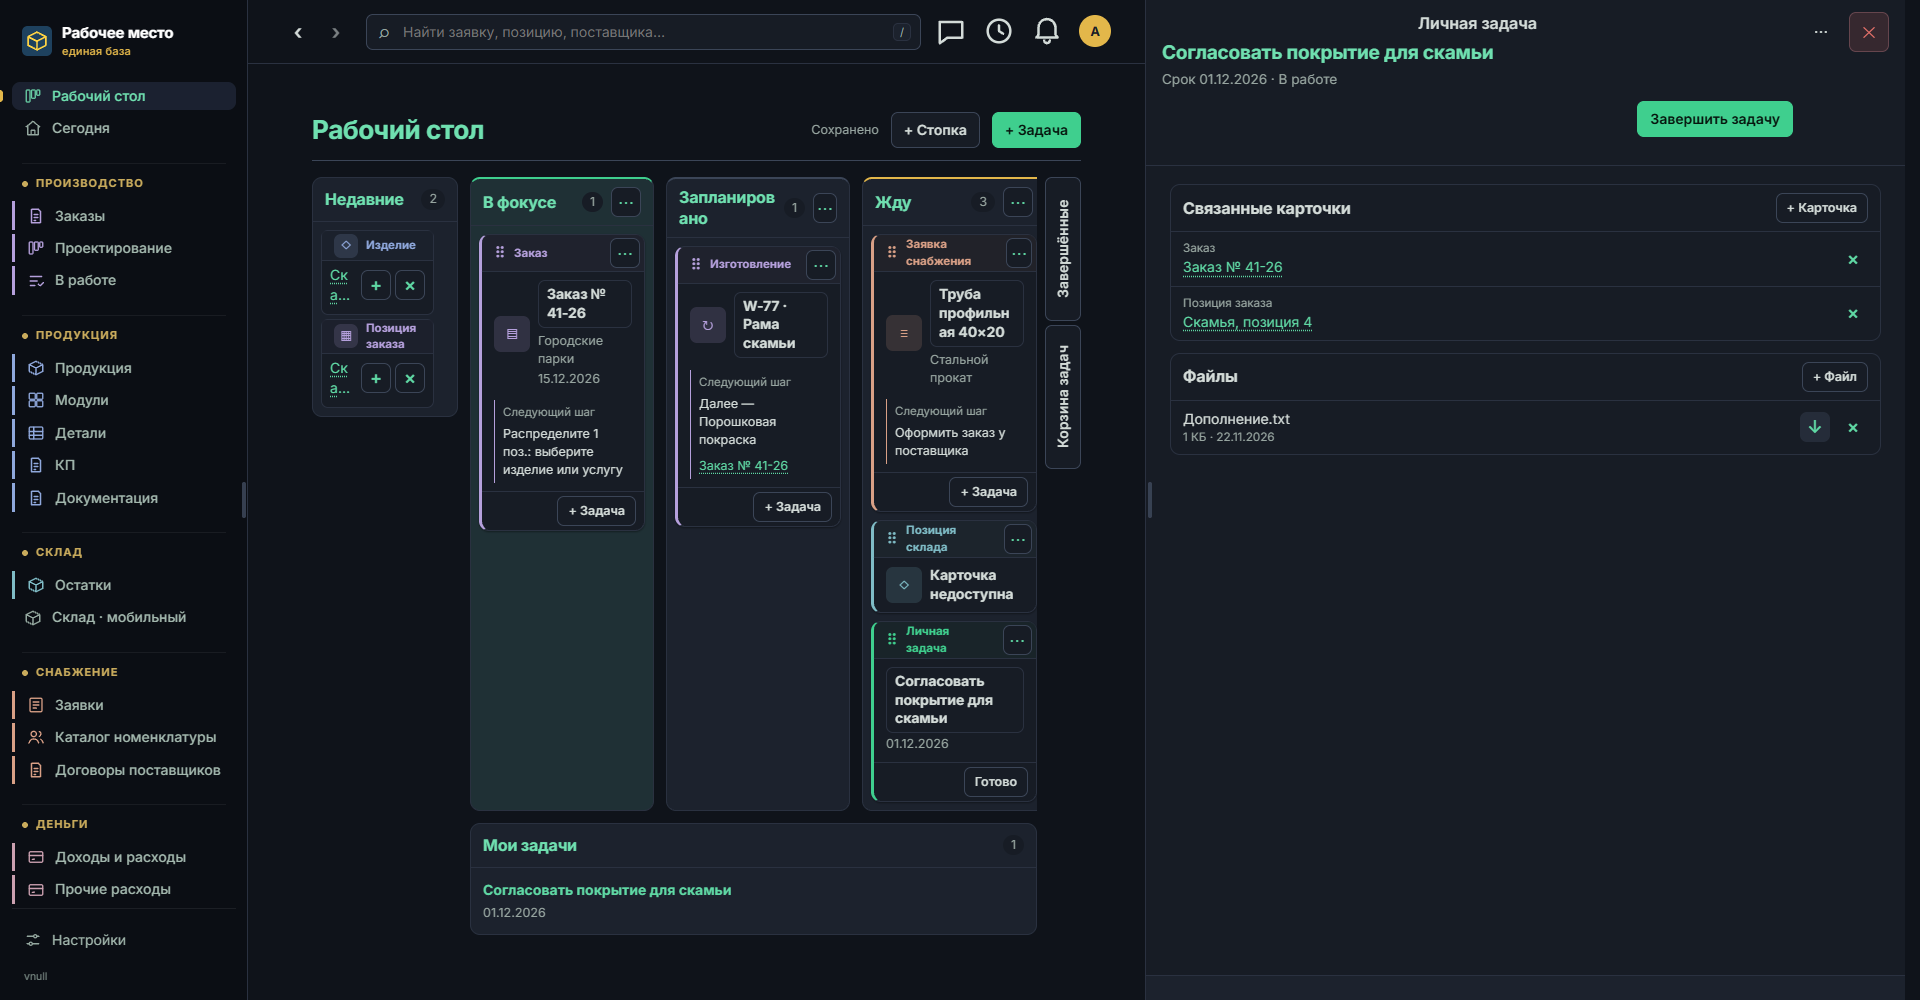 Рабочее место
единая база
Рабочий стол
Сегодня
ПРОИЗВОДСТВО
Заказы
Проектирование
В работе
ПРОДУКЦИЯ
Продукция
Модули
Детали
КП
Документация
СКЛАД
Остатки
Склад · мобильный
СНАБЖЕНИЕ
Заявки
Каталог номенклатуры
Договоры поставщиков
ДЕНЬГИ
Доходы и расходы
Прочие расходы
Настройки
vnull
Найти заявку, позицию, поставщика...
/
A
Рабочий стол
Сохранено
+ Стопка
+ Задача
Недавние
2
Изделие
Ск
а...
+
×
Позиция
заказа
Ск
а...
+
×
В фокусе
1
...
Заказ
...
Заказ №
41-26
Городские
парки
15.12.2026
Следующий шаг
Распределите 1
поз.: выберите
изделие или услугу
+ Задача
Запланиров
ано
1
...
Изготовление
...
W-77 ·
Рама
скамьи
Следующий шаг
Далее —
Порошковая
покраска
Заказ № 41-26
+ Задача
Жду
3
...
Заявка
снабжения
...
Труба
профильн
ая 40×20
Стальной
прокат
Следующий шаг
Оформить заказ у
поставщика
+ Задача
Позиция
склада
...
Карточка
недоступна
Личная
задача
...
Согласовать
покрытие для
скамьи
01.12.2026
Готово
Завершённые
Корзина задач
Мои задачи
1
Согласовать покрытие для скамьи
01.12.2026
Личная задача
...
Согласовать покрытие для скамьи
Срок 01.12.2026 · В работе
Завершить задачу
Связанные карточки
+ Карточка
Заказ
Заказ № 41-26
×
Позиция заказа
Скамья, позиция 4
×
Файлы
+ Файл
Дополнение.txt
1 КБ · 22.11.2026
×